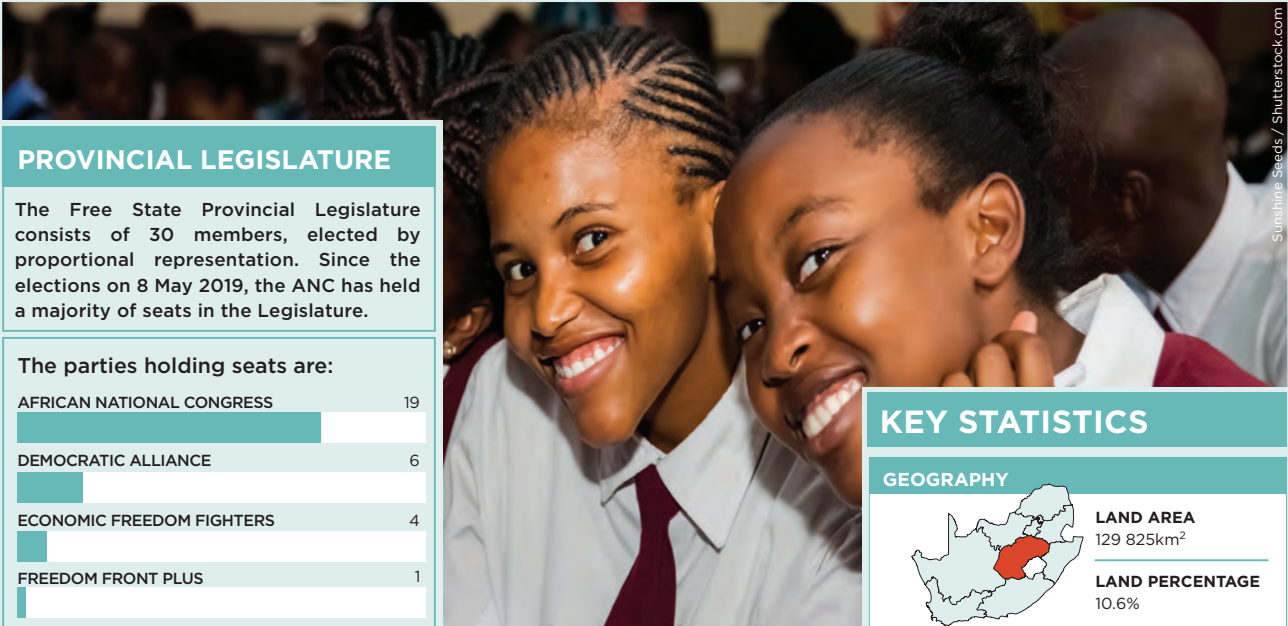 Sunshine Seeds / Shutterstock.com
PROVINCIAL LEGISLATURE
The Free State Provincial Legislature
consists of 30 members, elected by
proportional representation. Since the
elections on 8 May 2019, the ANC has held
a majority of seats in the Legislature.
The parties holding seats are:
AFRICAN NATIONAL CONGRESS 19
DEMOCRATIC ALLIANCE 6
ECONOMIC FREEDOM FIGHTERS 4
FREEDOM FRONT PLUS 1
KEY STATISTICS
GEOGRAPHY
LAND AREA
129 825km²
LAND PERCENTAGE
10.6%